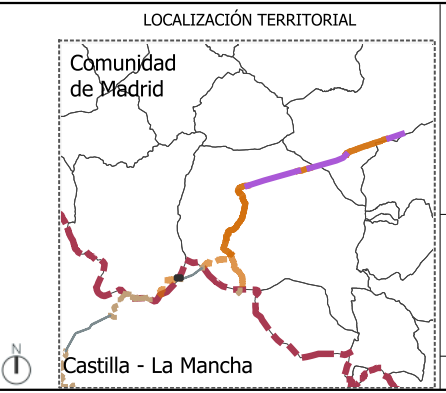 LOCALIZACIÓN TERRITORIAL
Comunidad
de Madrid
N
Castilla - La Mancha